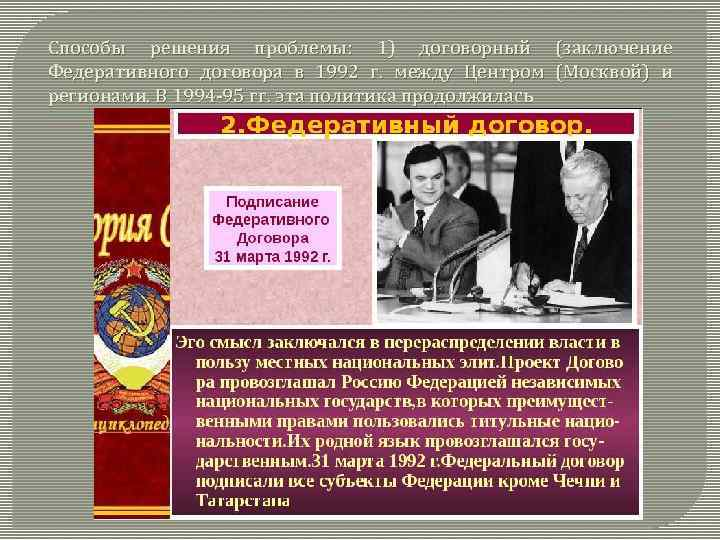 Способы решения проблемы: 1) договорный (заключение
Федеративного договора в 1992 г. между Центром (Москвой) и
регионами. В 1994-95 гг. эта политика продолжилась
2.Федеративный договор.
Подписание
Федеративного
Договора
31 марта 1992 г.
ория (
нциклопед
Эго смысл заключался в перераспределении власти в
пользу местных национальных элит.Проект Догово
ра провозглашал Россию Федерацией независимых
национальных государств,в которых преимущест-
венными правами пользовались титульные нацио-
нальности.Их родной язык провозглашался госу-
дарственным.31 марта 1992 г.Федеральный договор
подписали все субъекты Федерации кроме Чечни и
Татарстана